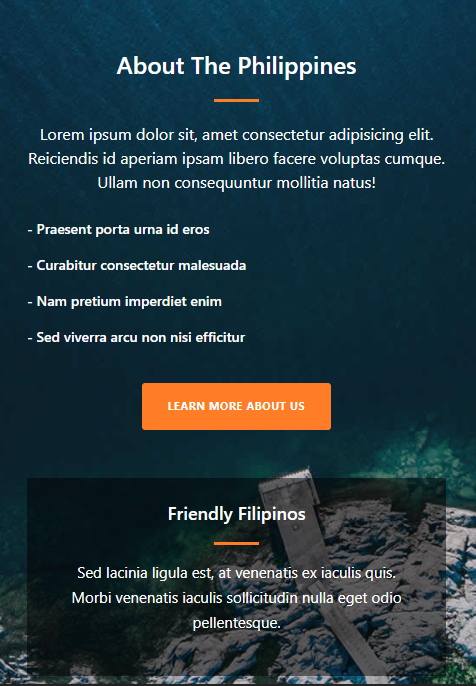 About The Philippines
Lorem ipsum dolor sit, amet consectetur adipisicing elit.
Reiciendis id aperiam ipsam libero facere voluptas cumque.
Ullam non consequuntur mollitia natus!
- Praesent porta urna id eros
- Curabitur consectetur malesuada
- Nam pretium imperdiet enim
- Sed viverra arcu non nisi efficitur
LEARN MORE ABOUT US
Friendly Filipinos
Sed lacinia ligula est, at venenatis ex iaculis quis.
Morbi venenatis iaculis sollicitudin nulla eget odio
pellentesque.